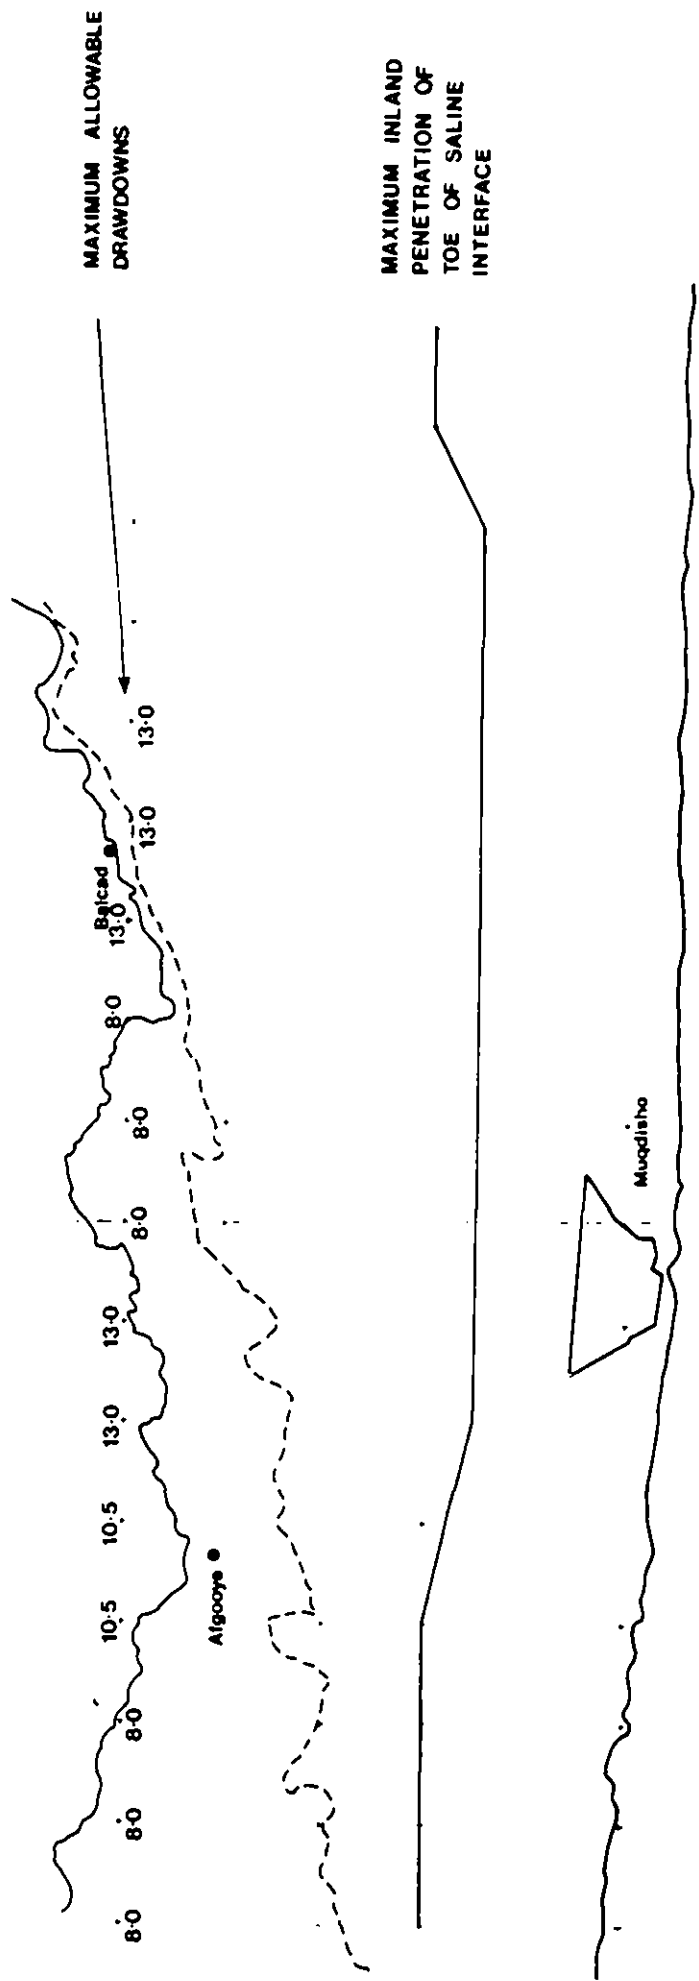 MAXIMUM ALLOWABLE
DRAWDOWNS
Balcad
8·0 8·0 8·0 10·5 10·5 13·0 13·0 8·0 8·0 8·0 13·0 13·0 13·0
Afgooye
MAXIMUM INLAND
PENETRATION OF
TOE OF SALINE
INTERFACE
Muqdisho